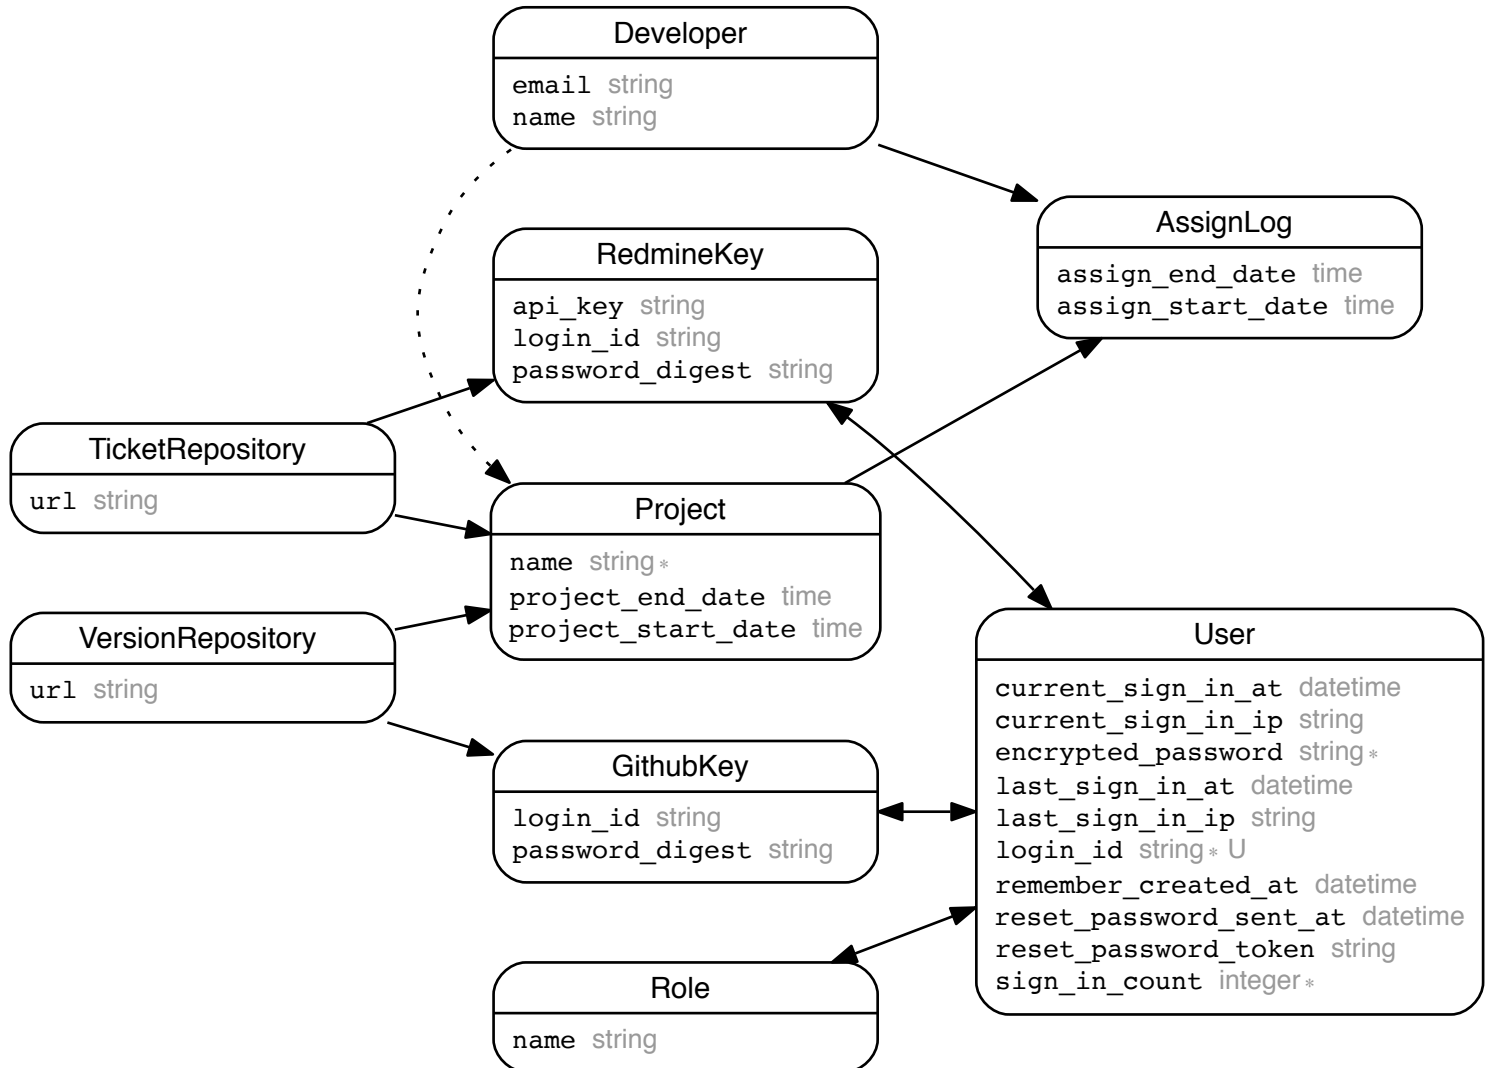 Developer
email string
name string
AssignLog
assign_end_date time
assign_start_date time
RedmineKey
api_key string
login_id string
password_digest string
TicketRepository
url string
Project
name string*
project_end_date time
project_start_date time
VersionRepository
url string
User
current_sign_in_at datetime
current_sign_in_ip string
encrypted_password string*
last_sign_in_at datetime
last_sign_in_ip string
login_id string* U
remember_created_at datetime
reset_password_sent_at datetime
reset_password_token string
sign_in_count integer*
GithubKey
login_id string
password_digest string
Role
name string